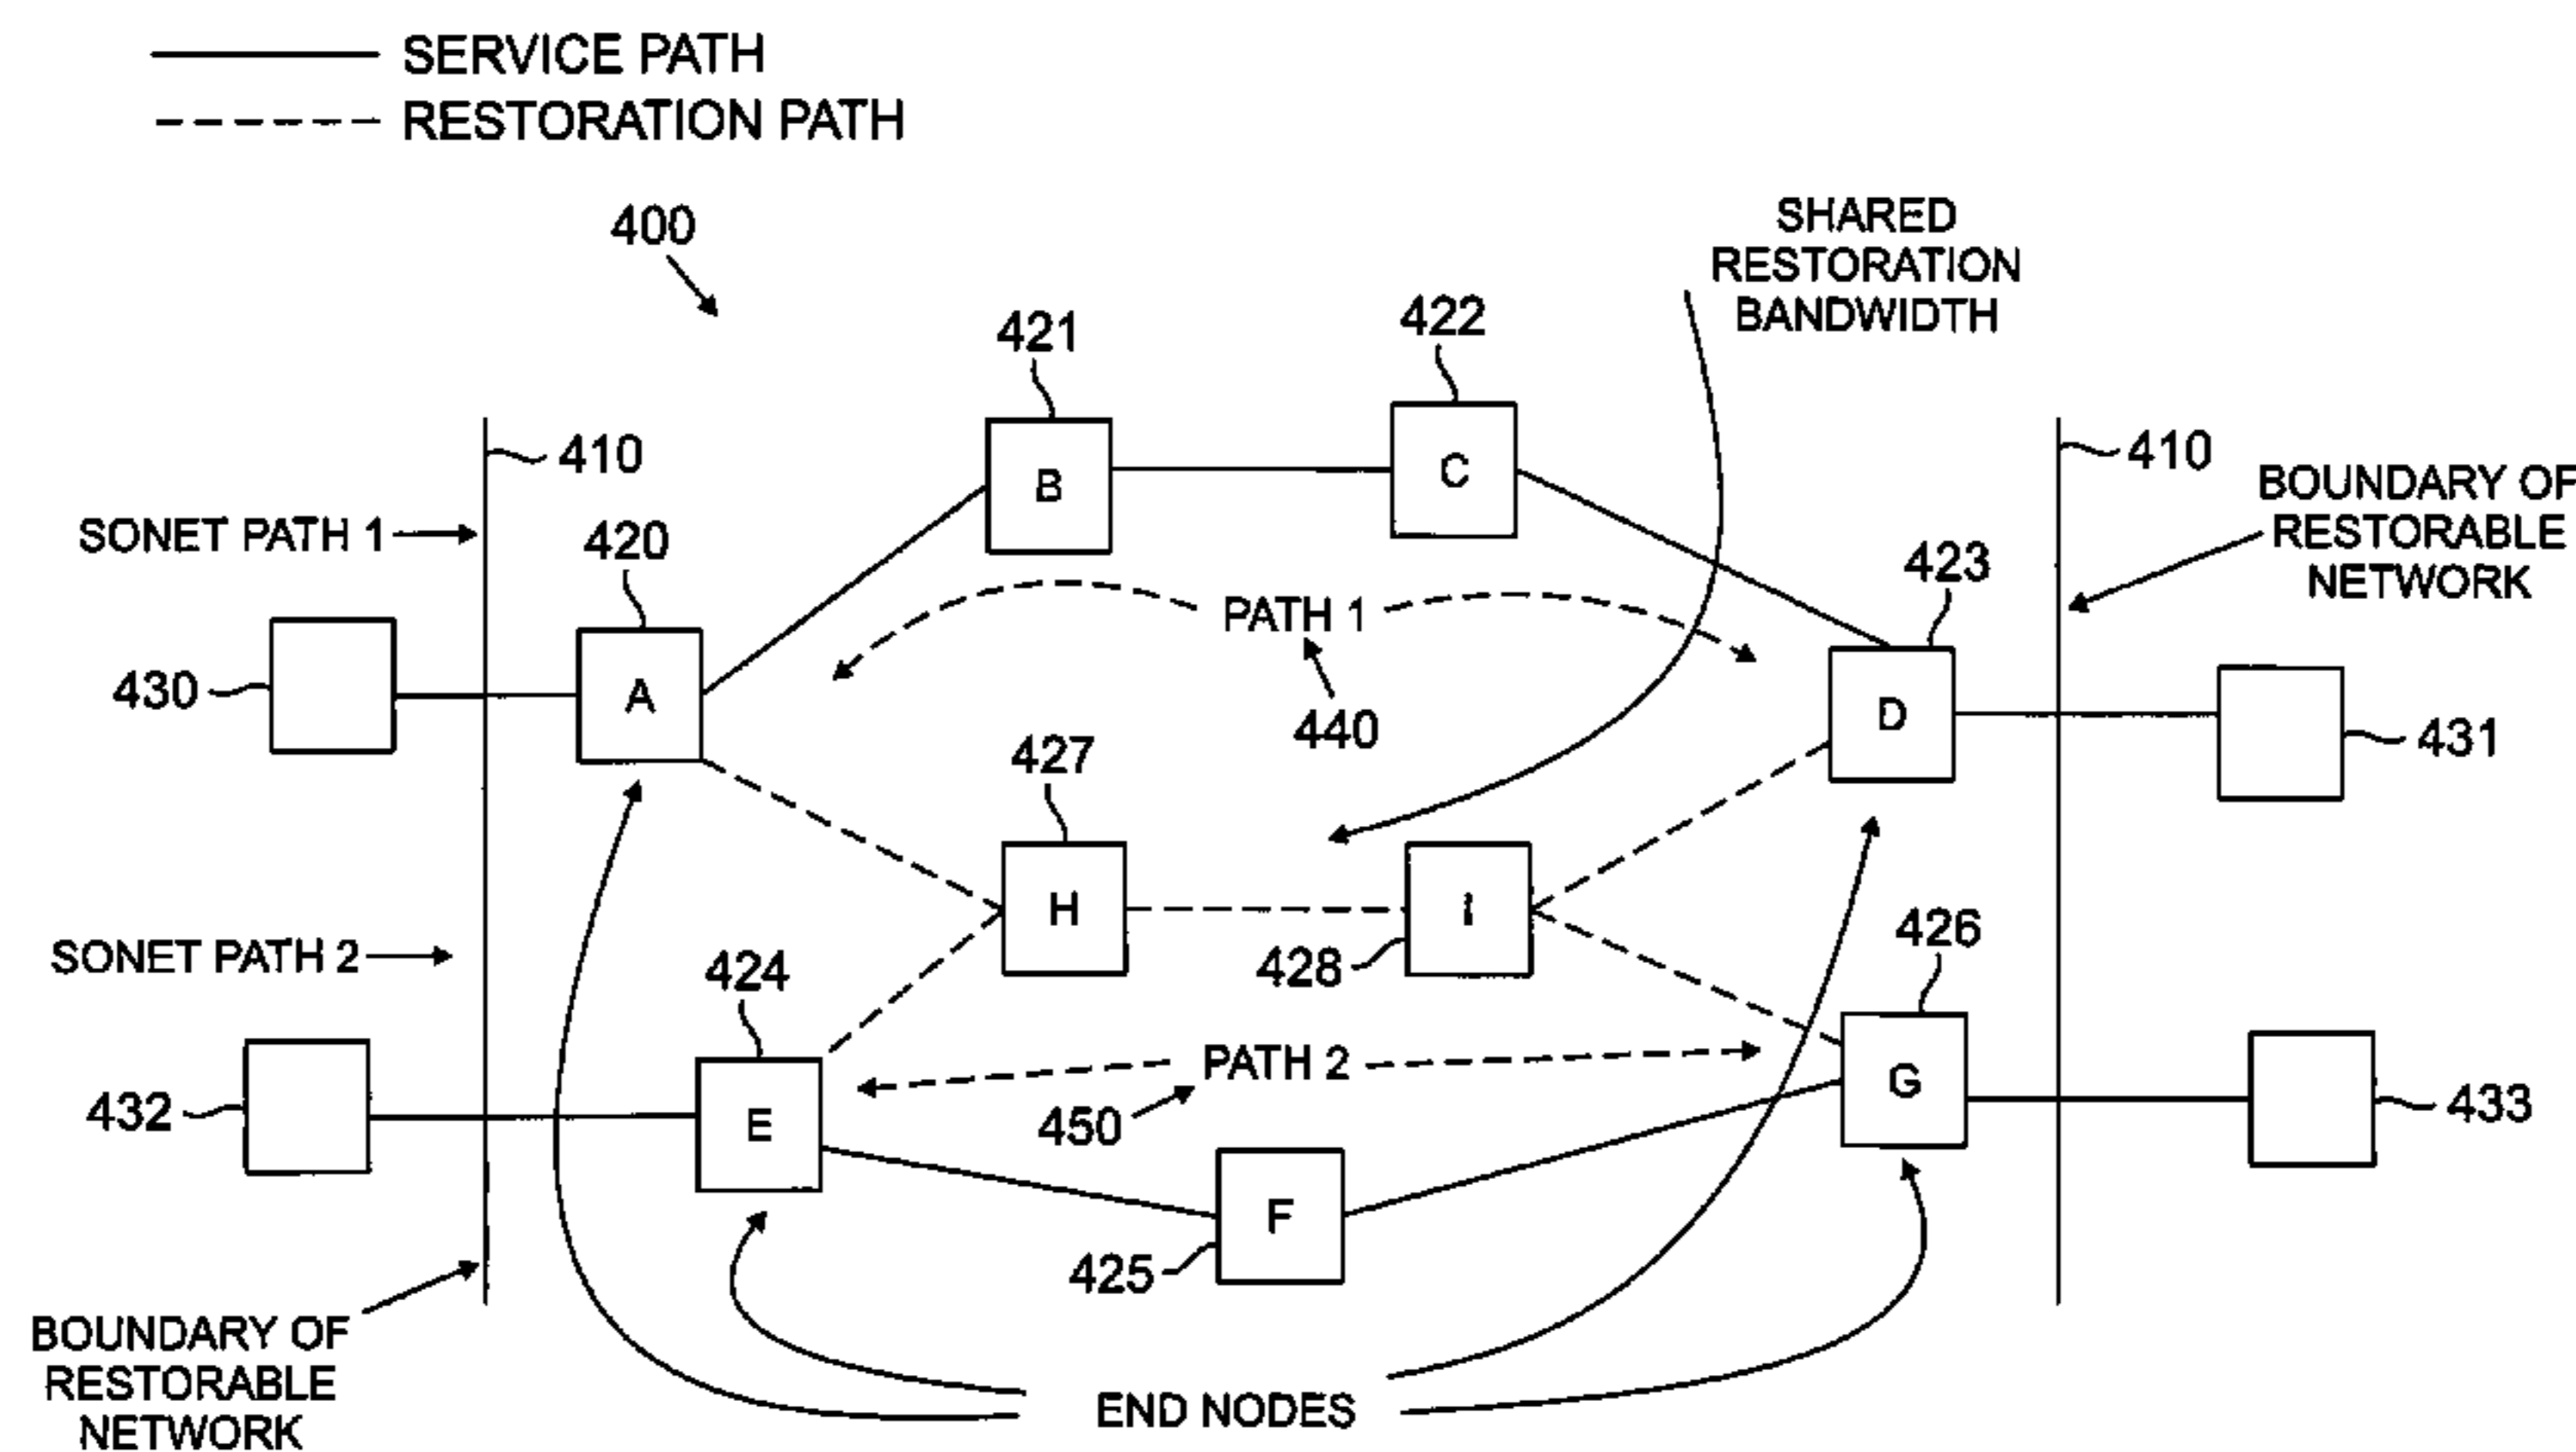 SERVICE PATH
RESTORATION PATH
400
SHARED
RESTORATION
BANDWIDTH
421
422
410
410
BOUNDARY OF
RESTORABLE
NETWORK
SONET PATH 1
420
B
C
423
PATH 1
430
A
440
D
431
427
SONET PATH 2
H
I
428
426
424
432
E
PATH 2
450
G
433
F
425
BOUNDARY OF
RESTORABLE
NETWORK
END NODES